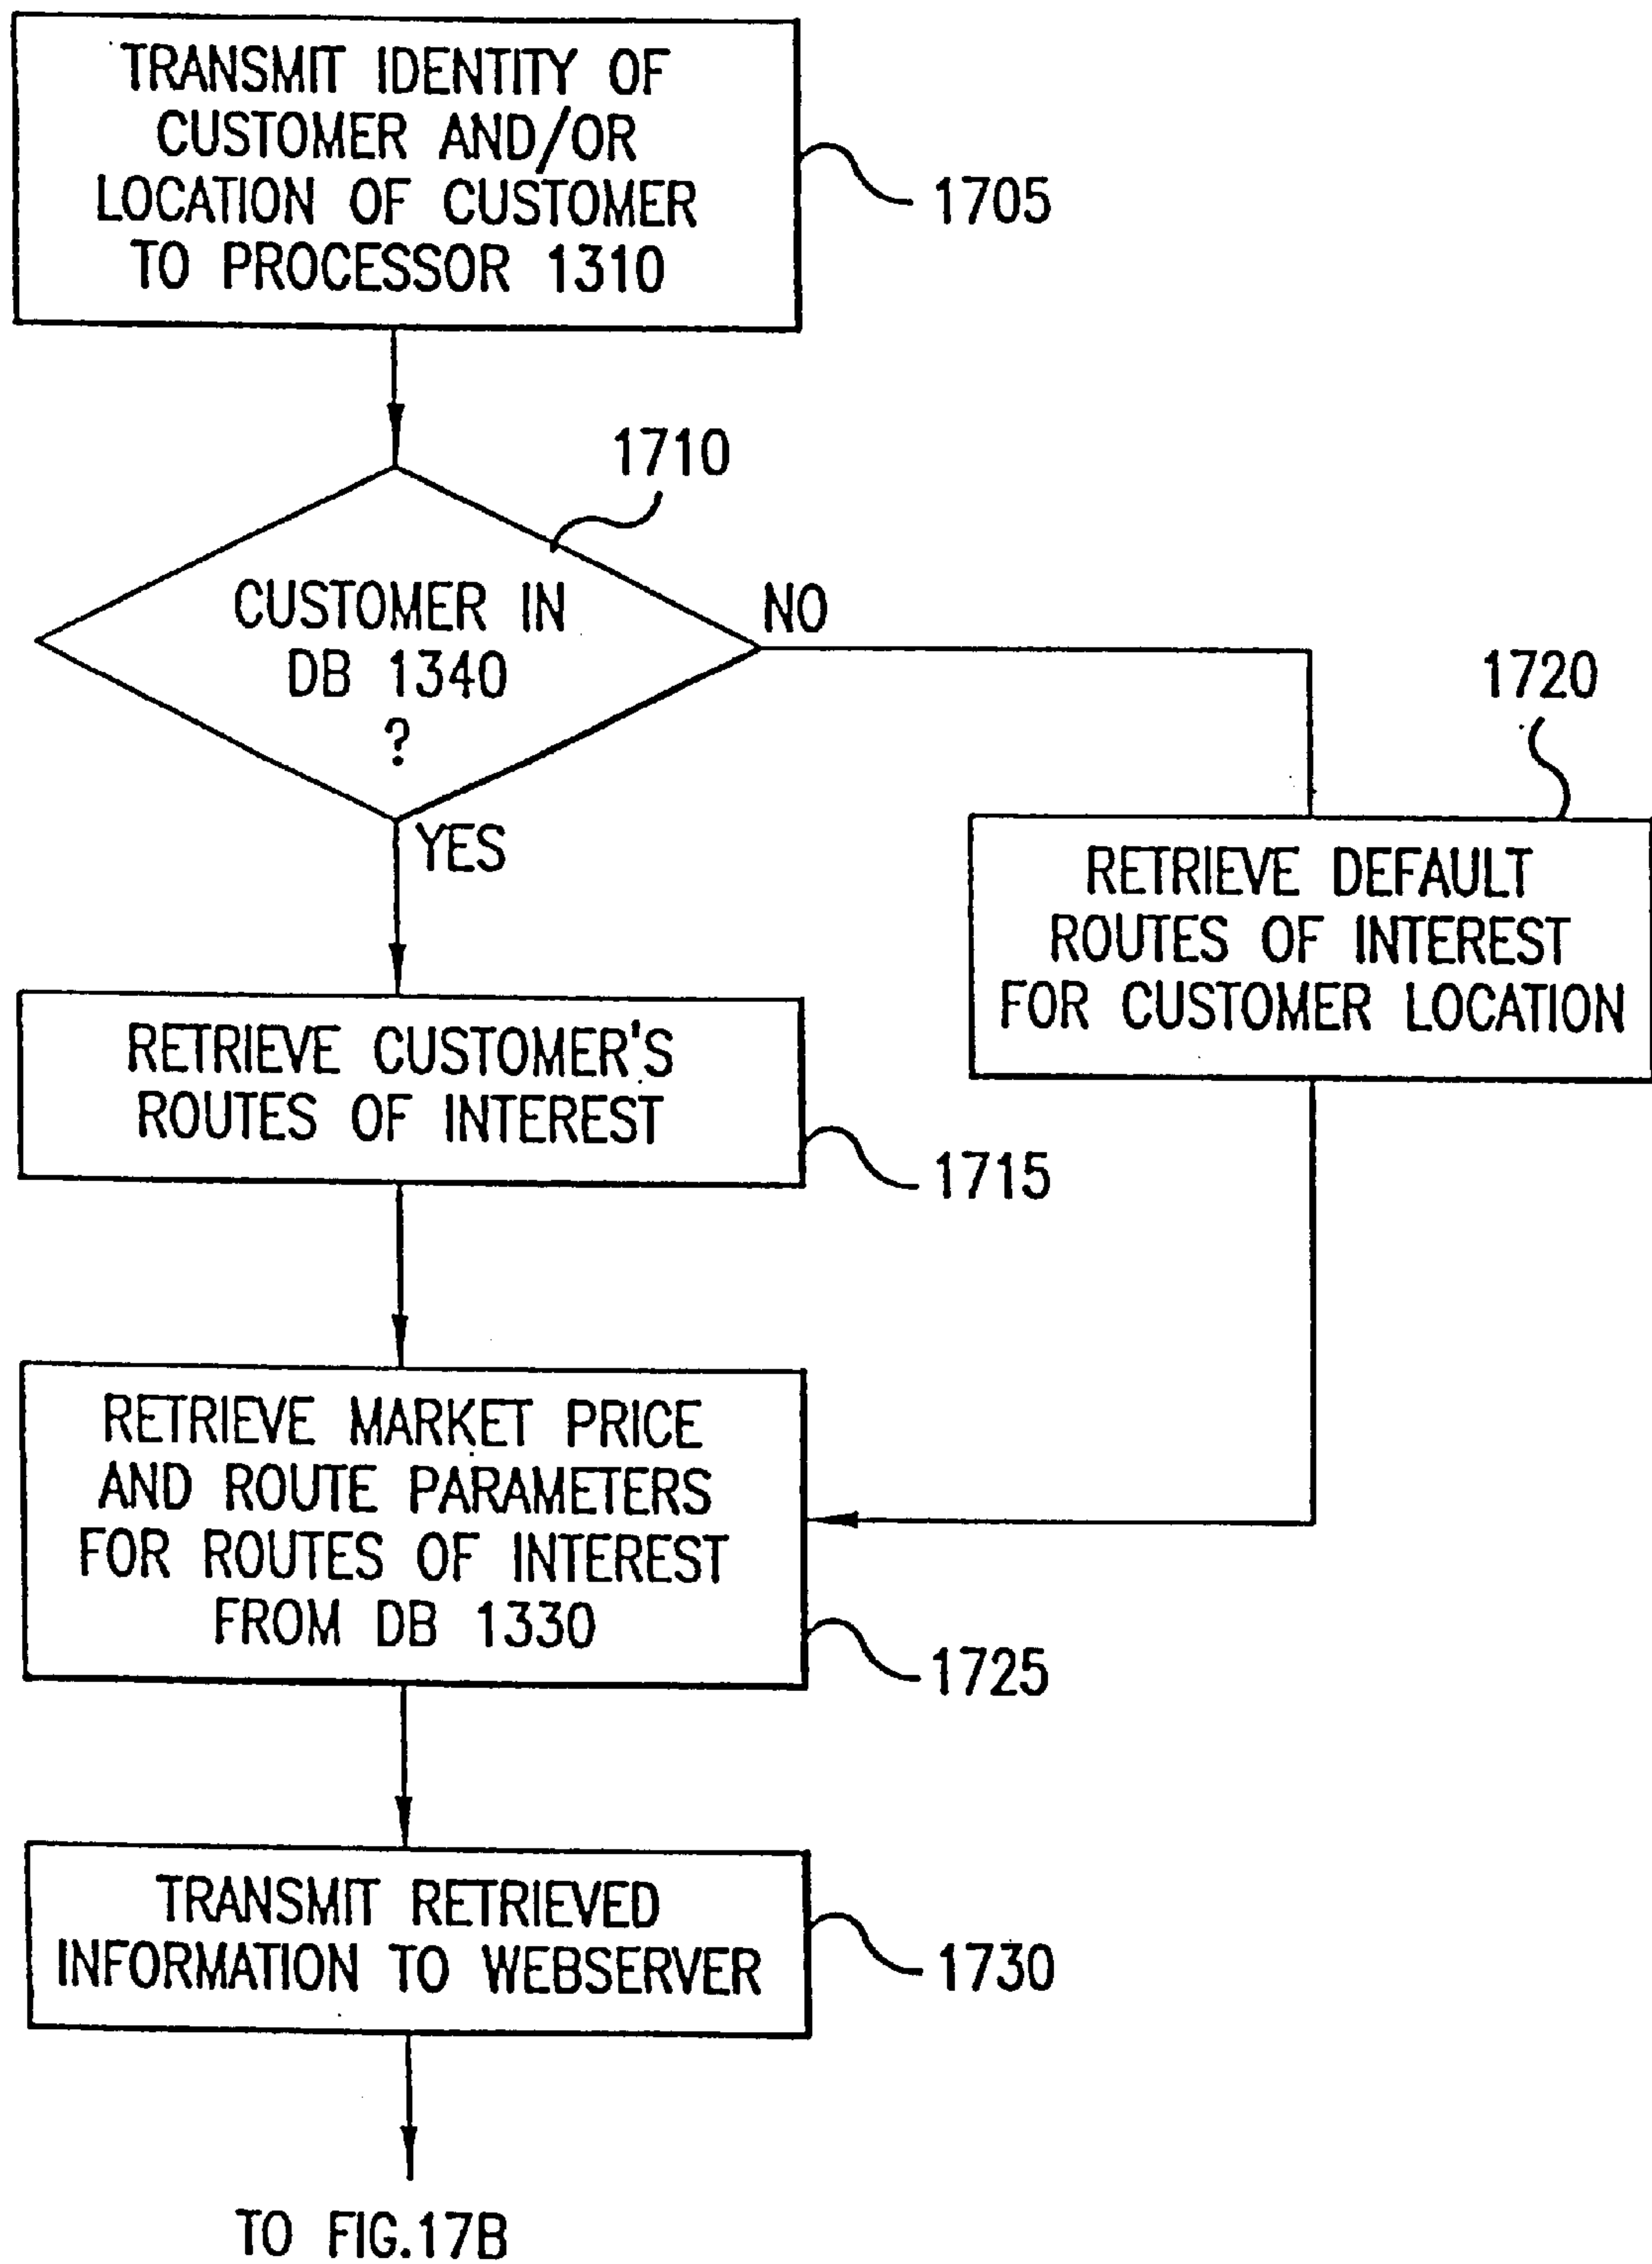 TRANSMIT IDENTITY OF
CUSTOMER AND/OR
LOCATION OF CUSTOMER
TO PROCESSOR 1310
1705
1710
CUSTOMER IN
DB 1340
?
NO
YES
1720
RETRIEVE DEFAULT
ROUTES OF INTEREST
FOR CUSTOMER LOCATION
RETRIEVE CUSTOMER'S
ROUTES OF INTEREST
1715
RETRIEVE MARKET PRICE
AND ROUTE PARAMETERS
FOR ROUTES OF INTEREST
FROM DB 1330
1725
TRANSMIT RETRIEVED
INFORMATION TO WEBSERVER
1730
TO FIG.17B